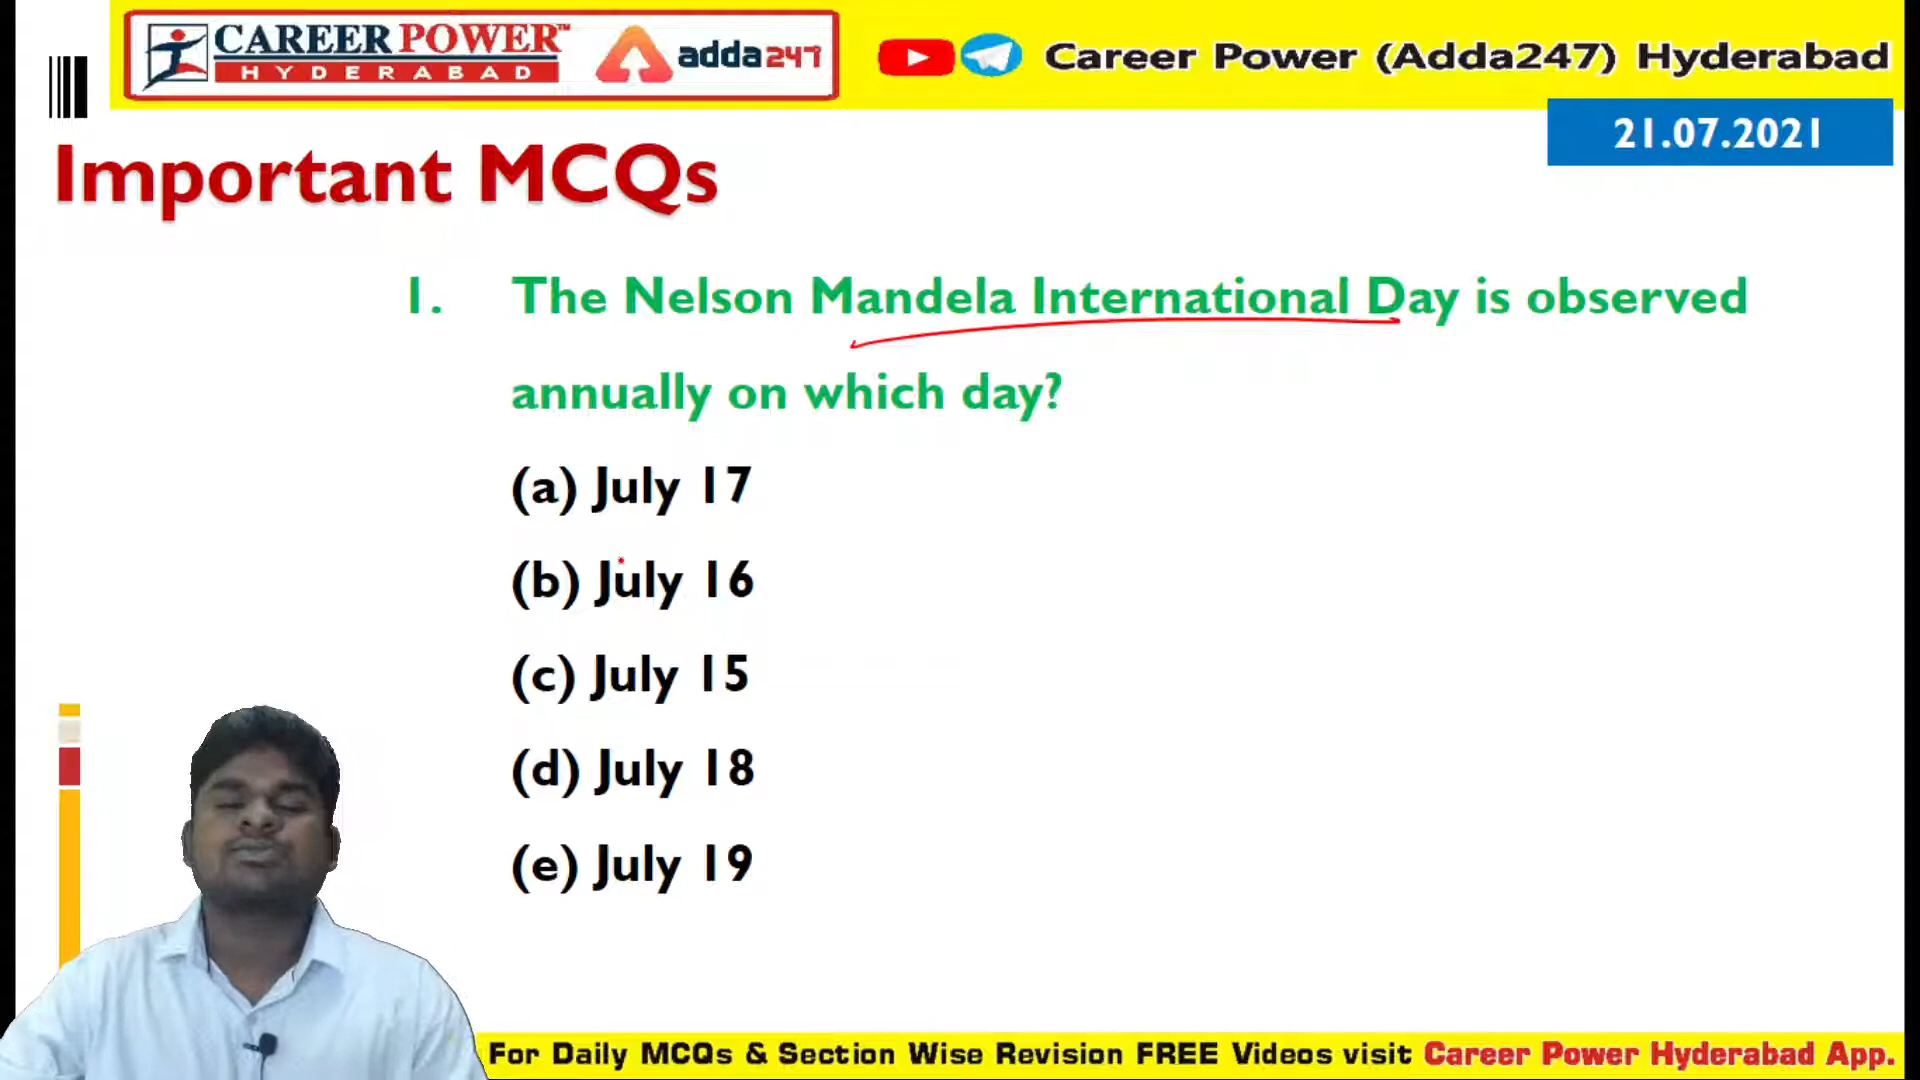 CAREER POWER™
HYDERABAD
adda247
Career Power (Adda247) Hyderabad
21.07.2021
Important MCQs
1. The Nelson Mandela International Day is observed
annually on which day?
(a) July 17
(b) July 16
(c) July 15
(d) July 18
(e) July 19
For Daily MCQs & Section Wise Revision FREE Videos visit Career Power Hyderabad App.